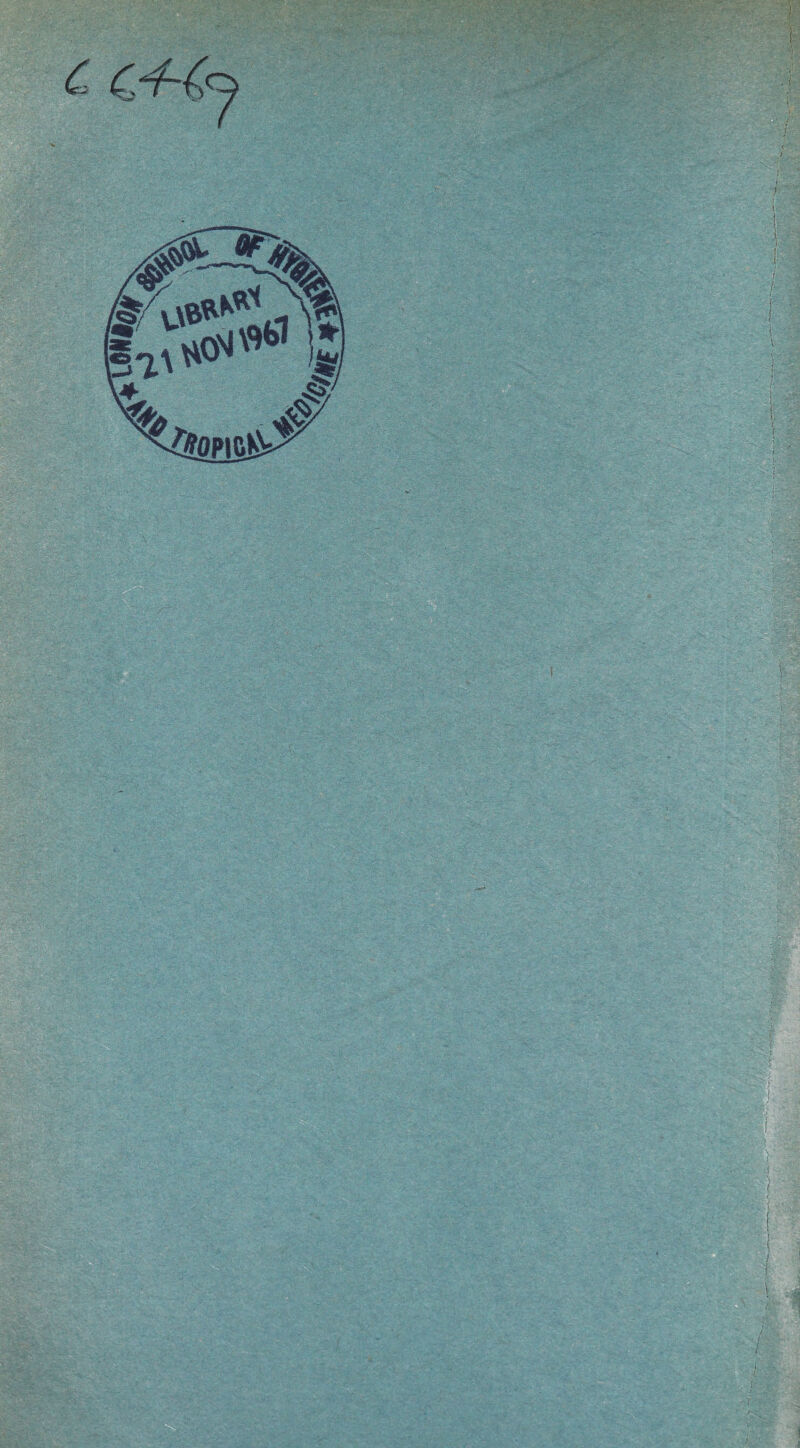 66469
LONDON SCHOOL OF HYGIENE ★
LIBRARY
21 NOV 1967
★ AND TROPICAL MEDICINE